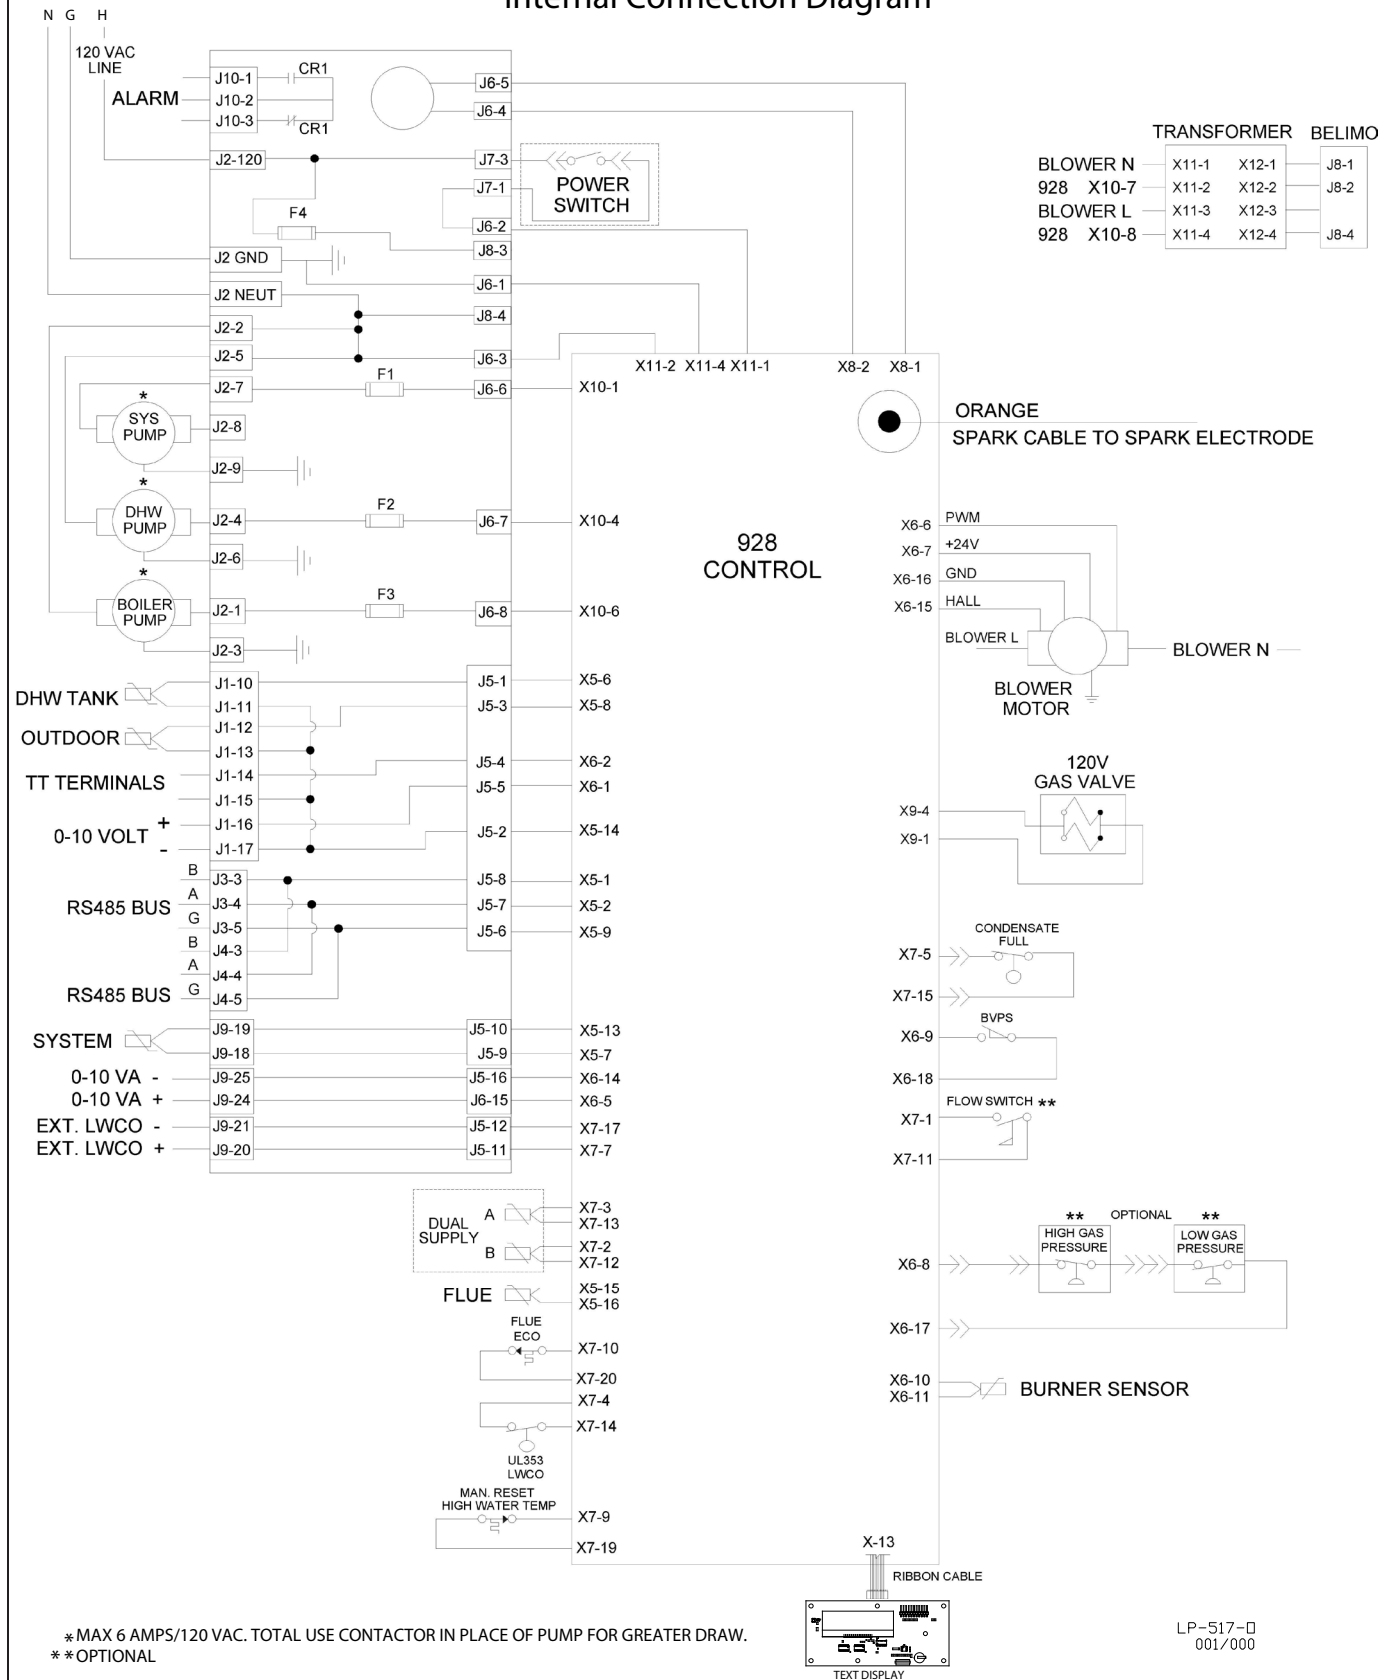 Internal Connection Diagram
N G H
120 VAC
LINE
ALARM
J10-1
J10-2
J10-3
CR1
CR1
J2-120
F4
J2 GND
J2 NEUT
J2-2
J2-5
J2-7
J2-8
J2-9
J2-4
J2-6
J2-1
J2-3
F1
F2
F3
*
SYS
PUMP
*
DHW
PUMP
*
BOILER
PUMP
J6-5
J6-4
J7-3
J7-1
J6-2
J8-3
J6-1
J8-4
J6-3
J6-6
J6-7
J6-8
POWER
SWITCH
TRANSFORMER BELIMO
BLOWER N X11-1 X12-1 J8-1
928 X10-7 X11-2 X12-2 J8-2
BLOWER L X11-3 X12-3
928 X10-8 X11-4 X12-4 J8-4
X11-2 X11-4 X11-1 X8-2 X8-1
X10-1
X10-4
X10-6
928
CONTROL
ORANGE
SPARK CABLE TO SPARK ELECTRODE
X6-6 PWM
X6-7 +24V
X6-16 GND
X6-15 HALL
BLOWER L
BLOWER N
BLOWER
MOTOR
DHW TANK
OUTDOOR
TT TERMINALS
0-10 VOLT
+
-
J1-10
J1-11
J1-12
J1-13
J1-14
J1-15
J1-16
J1-17
J5-1 X5-6
J5-3 X5-8
J5-4 X6-2
J5-5 X6-1
J5-2 X5-14
120V
GAS VALVE
X9-4
X9-1
RS485 BUS
RS485 BUS
B J3-3
A J3-4
G J3-5
B J4-3
A J4-4
G J4-5
J5-8 X5-1
J5-7 X5-2
J5-6 X5-9
CONDENSATE
FULL
X7-5
X7-15
BVPS
X6-9
X6-18
FLOW SWITCH **
X7-1
X7-11
SYSTEM
J9-19 J5-10 X5-13
J9-18 J5-9 X5-7
0-10 VA - J9-25 J5-16 X6-14
0-10 VA + J9-24 J6-15 X6-5
EXT. LWCO - J9-21 J5-12 X7-17
EXT. LWCO + J9-20 J5-11 X7-7
DUAL
SUPPLY
A
B
X7-3
X7-13
X7-2
X7-12
FLUE
X5-15
X5-16
FLUE
ECO
X7-10
X7-20
X7-4
X7-14
UL353
LWCO
MAN. RESET
HIGH WATER TEMP
X7-9
X7-19
** OPTIONAL **
HIGH GAS
PRESSURE
LOW GAS
PRESSURE
X6-8
X6-17
X6-10
X6-11
BURNER SENSOR
X-13
RIBBON CABLE
TEXT DISPLAY
* MAX 6 AMPS/120 VAC. TOTAL USE CONTACTOR IN PLACE OF PUMP FOR GREATER DRAW.
* * OPTIONAL
LP-517-O
001/000